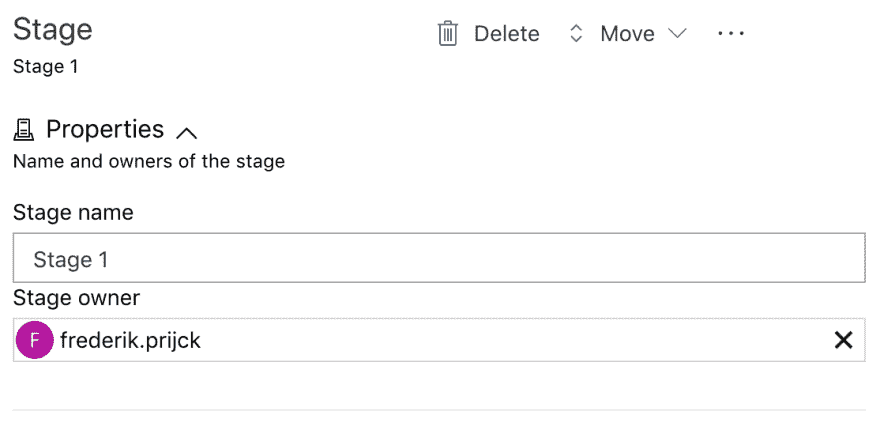 Stage
Delete
Move
...
Stage 1
Properties
Name and owners of the stage
Stage name
Stage 1
Stage owner
F frederik.prijck